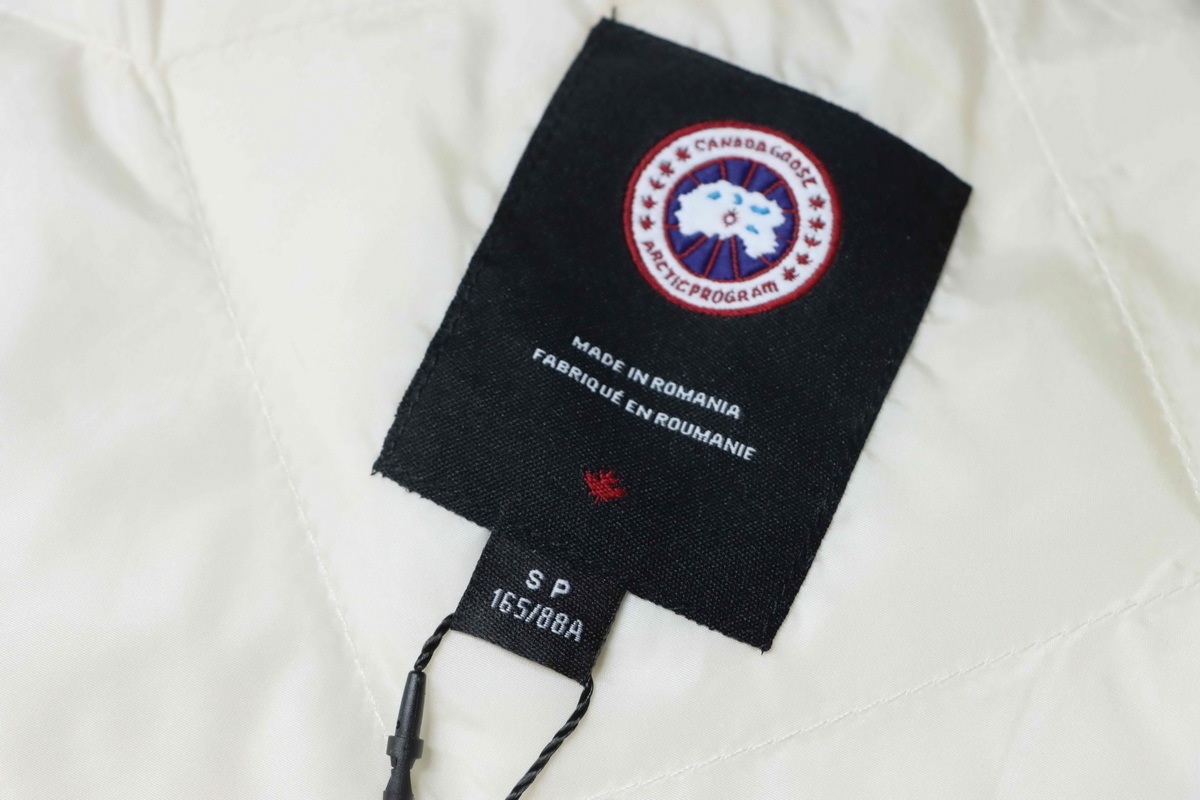 CANADA GOOSE
ARCTIC PROGRAM
MADE IN ROMANIA
FABRIQUÉ EN ROUMANIE
S P
165/88A